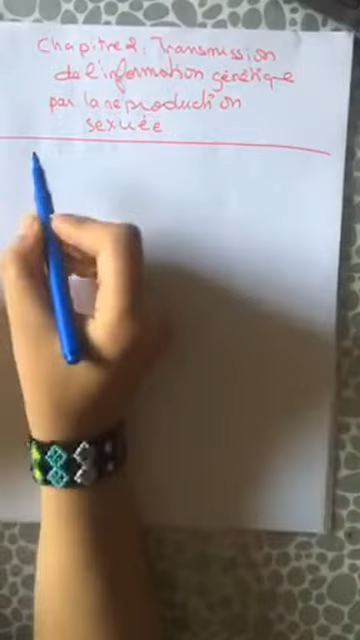 Chapitre 2: Transmission
de l'information génétique
par la reproduction
sexuée